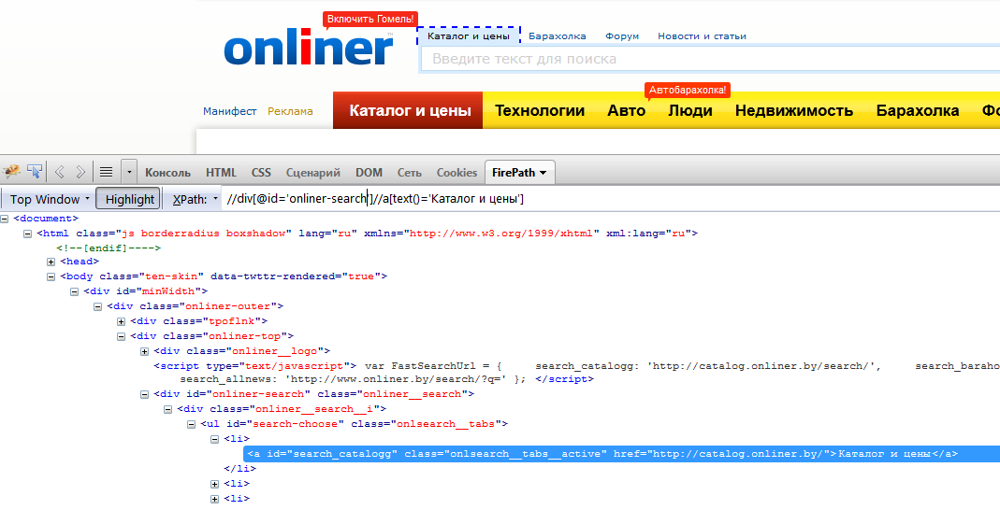 Включить Гомель!
onliner™
Каталог и цены Барахолка Форум Новости и статьи
Введите текст для поиска
Автобарахолка!
Манифест Реклама Каталог и цены Технологии Авто Люди Недвижимость Барахолка Фо
Консоль HTML CSS Сценарий DOM Сеть Cookies FirePath
Top Window Highlight XPath: //div[@id='onliner-search']//a[text()='Каталог и цены']
<document>
<html class="js borderradius boxshadow" lang="ru" xmlns="http://www.w3.org/1999/xhtml" xml:lang="ru">
<!--[endif]---->
<head>
<body class="ten-skin" data-twttr-rendered="true">
<div id="minWidth">
<div class="onliner-outer">
<div class="tpoflnk">
<div class="onliner-top">
<div class="onliner__logo">
<script type="text/javascript"> var FastSearchUrl = { search_catalogg: 'http://catalog.onliner.by/search/', search_baraho
search_allnews: 'http://www.onliner.by/search/?q=' }; </script>
<div id="onliner-search" class="onliner__search">
<div class="onliner__search__i">
<ul id="search-choose" class="onlsearch__tabs">
<li>
<a id="search_catalogg" class="onlsearch__tabs__active" href="http://catalog.onliner.by/">Каталог и цены</a>
</li>
<li>
<li>